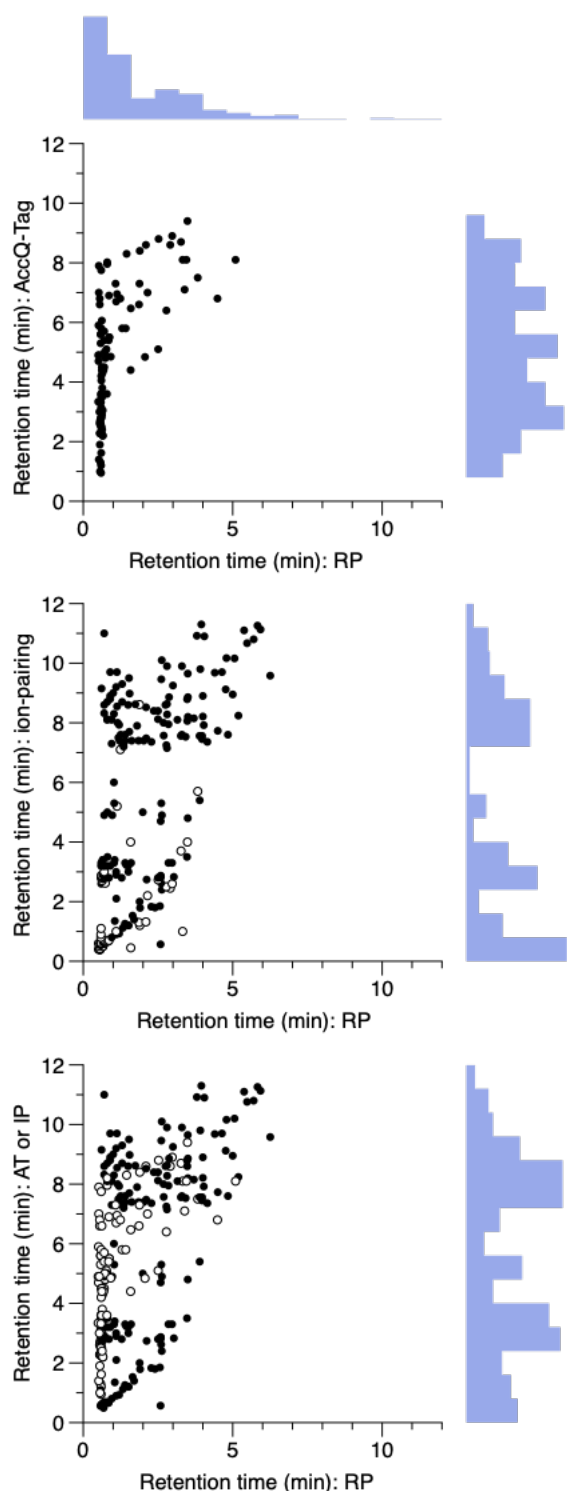 12
10
8
6
4
2
0
Retention time (min): AccQ-Tag
0 5 10
Retention time (min): RP
12
10
8
6
4
2
0
Retention time (min): ion-pairing
0 5 10
Retention time (min): RP
12
10
8
6
4
2
0
Retention time (min): AT or IP
0 5 10
Retention time (min): RP